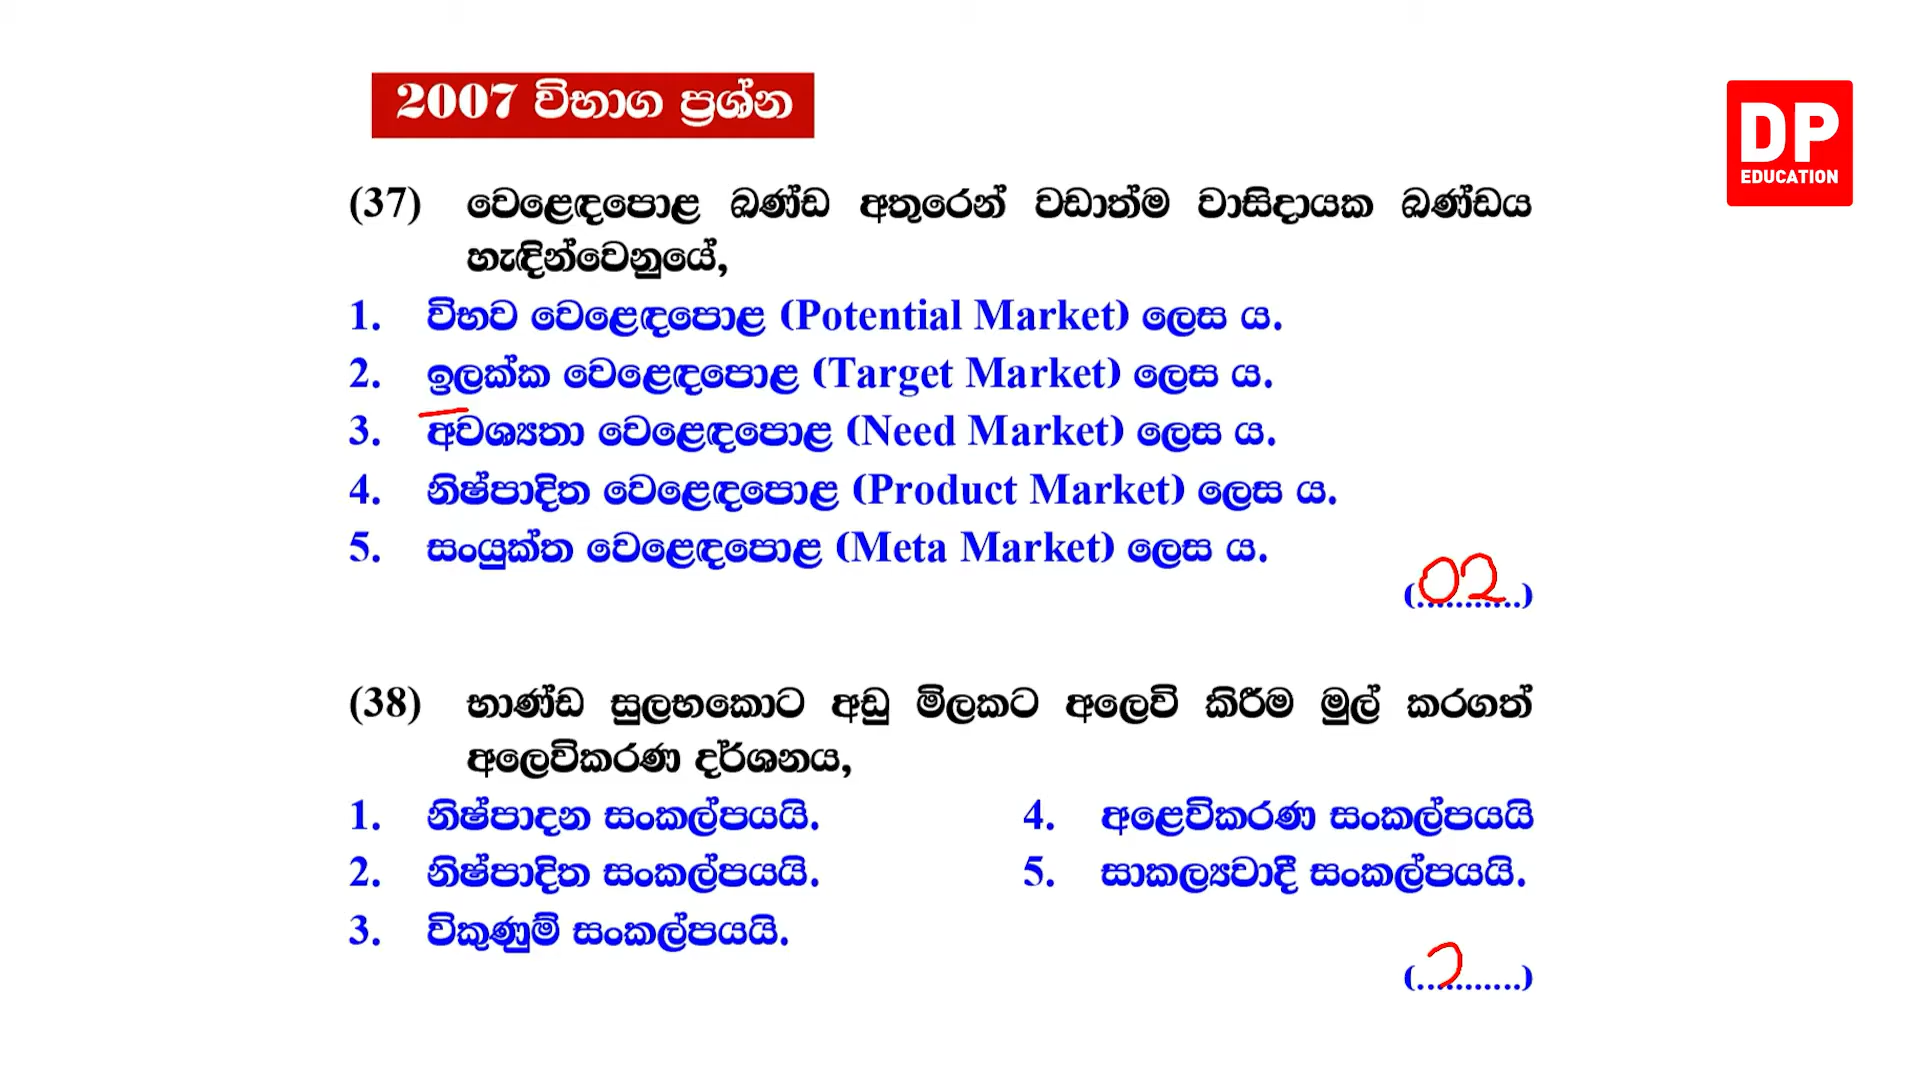 2007 විභාග ප්‍රශ්න
DP
EDUCATION
(37) වෙළෙඳපොළ ඛණ්ඩ අතුරෙන් වඩාත්ම වාසිදායක ඛණ්ඩය
හැඳින්වෙනුයේ,
1. විභව වෙළෙඳපොළ (Potential Market) ලෙස ය.
2. ඉලක්ක වෙළෙඳපොළ (Target Market) ලෙස ය.
3. අවශ්‍යතා වෙළෙඳපොළ (Need Market) ලෙස ය.
4. නිෂ්පාදිත වෙළෙඳපොළ (Product Market) ලෙස ය.
5. සංයුක්ත වෙළෙඳපොළ (Meta Market) ලෙස ය.
(...02...)
(38) භාණ්ඩ සුලභකොට අඩු මිලකට අලෙවි කිරීම මුල් කරගත්
අලෙවිකරණ දර්ශනය,
1. නිෂ්පාදන සංකල්පයයි. 4. අළෙවිකරණ සංකල්පයයි
2. නිෂ්පාදිත සංකල්පයයි. 5. සාකල්‍යවාදී සංකල්පයයි.
3. විකුණුම් සංකල්පයයි.
(...........)